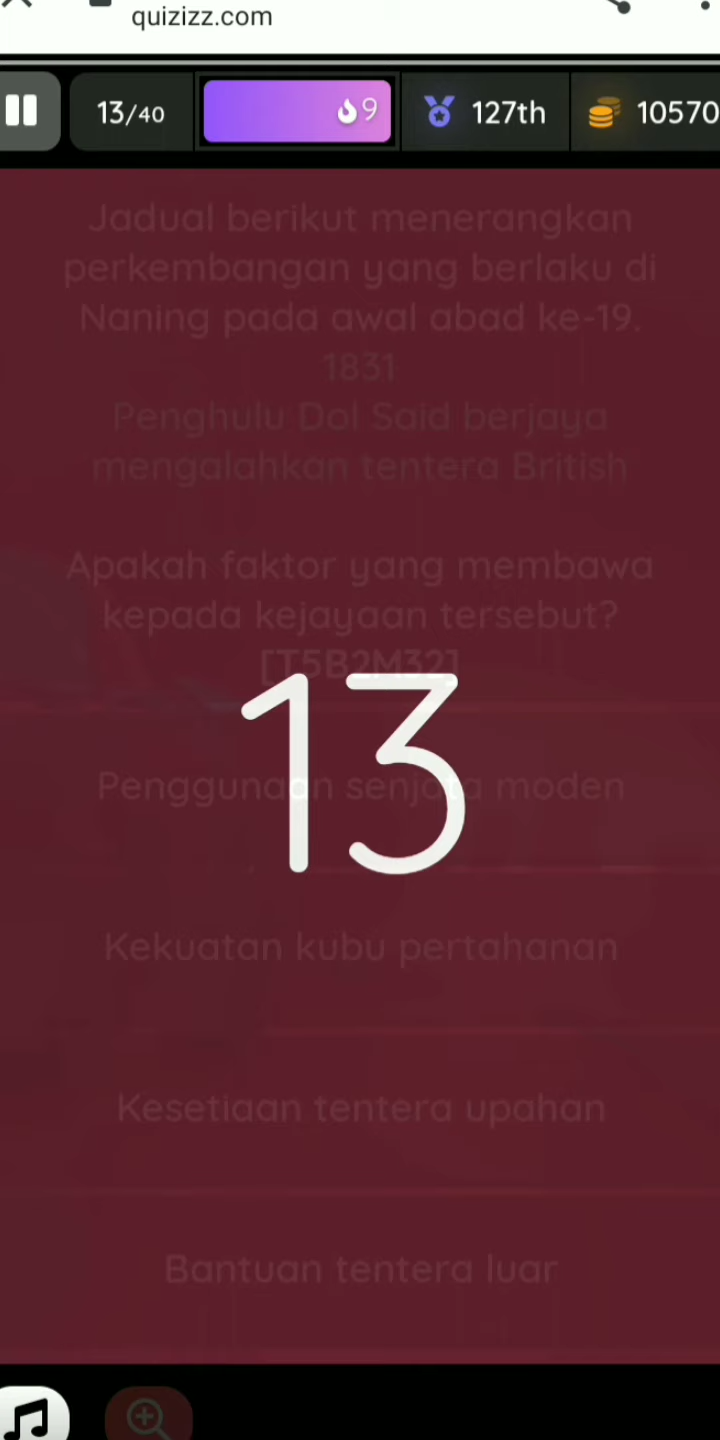 quizizz.com
13/40
9
127th
10570
Jadual berikut menerangkan
perkembangan yang berlaku di
Naning pada awal abad ke-19.
1831
Penghulu Dol Said berjaya
mengalahkan tentera British
Apakah faktor yang membawa
kepada kejayaan tersebut?
[T5B2M32]
13
Penggunaan senjata moden
Kekuatan kubu pertahanan
Kesetiaan tentera upahan
Bantuan tentera luar